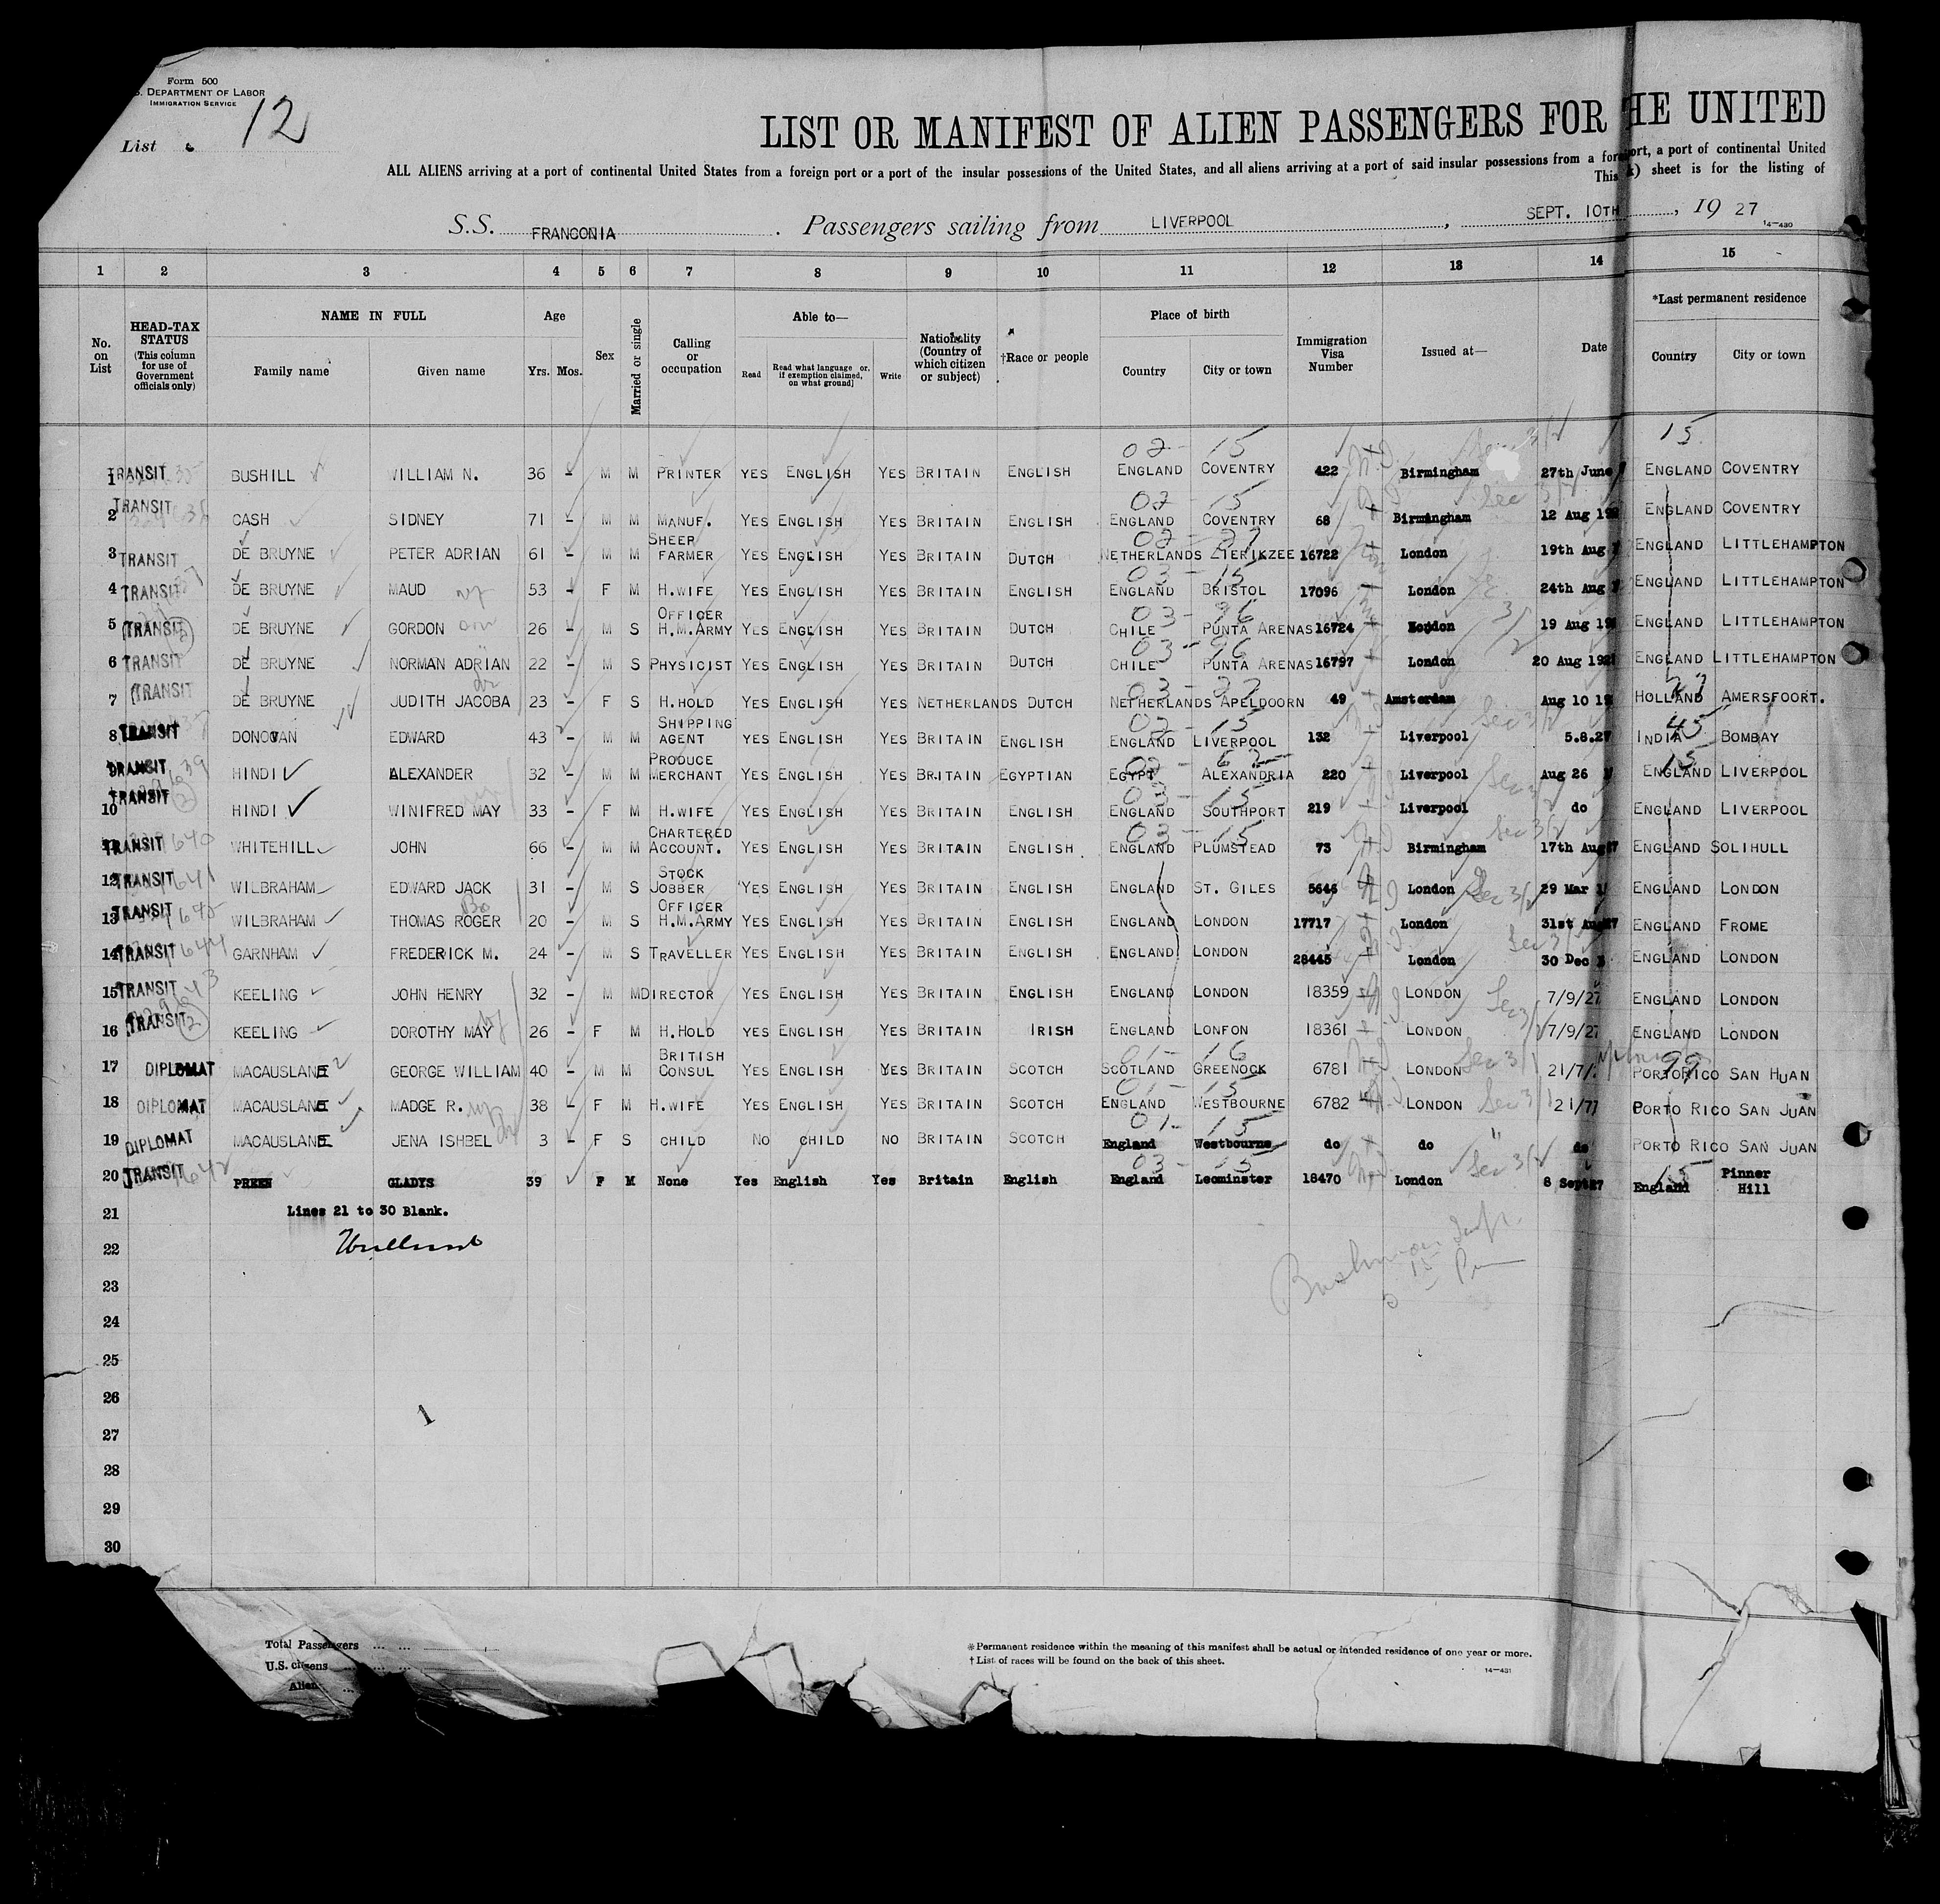 Form 500
DEPARTMENT OF LABOR
IMMIGRATION SERVICE
List 12
LIST OR MANIFEST OF ALIEN PASSENGERS FOR THE UNITED
ALL ALIENS arriving at a port of continental United States from a foreign port or a port of the insular possessions of the United States, and all aliens arriving at a port of said insular possessions from a foreign port, a port of continental United
This sheet is for the listing of
S.S. FRANCONIA. Passengers sailing from LIVERPOOL, SEPT. 10TH, 19 27
14-430
1 2 3 4 5 6 7 8 9 10 11 12 13 14 15
No. on List
HEAD-TAX STATUS (This column for use of Government officials only)
NAME IN FULL
Family name Given name
Age
Yrs. Mos.
Sex
Married or single
Calling or occupation
Able to—
Read Read what language or, if exemption claimed, on what ground] Write
Nationality (Country of which citizen or subject)
†Race or people
Place of birth
Country City or town
Immigration Visa Number
Issued at—
Date
*Last permanent residence
Country City or town
1 TRANSIT BUSHILL WILLIAM N. 36 - M M PRINTER YES ENGLISH YES BRITAIN ENGLISH ENGLAND COVENTRY 422 Birmingham 27th June ENGLAND COVENTRY
2 TRANSIT CASH SIDNEY 71 - M M MANUF. YES ENGLISH YES BRITAIN ENGLISH ENGLAND COVENTRY 68 Birmingham 12 Aug ENGLAND COVENTRY
3 TRANSIT DE BRUYNE PETER ADRIAN 61 - M M SHEER FARMER YES ENGLISH YES BRITAIN DUTCH NETHERLANDS ZIERIKZEE 16722 London 19th Aug ENGLAND LITTLEHAMPTON
4 TRANSIT DE BRUYNE MAUD 53 - F M H.WIFE YES ENGLISH YES BRITAIN ENGLISH ENGLAND BRISTOL 17096 London 24th Aug ENGLAND LITTLEHAMPTON
5 TRANSIT DE BRUYNE GORDON 26 - M S OFFICER H.M.ARMY YES ENGLISH YES BRITAIN DUTCH CHILE PUNTA ARENAS 16724 London 19 Aug ENGLAND LITTLEHAMPTON
6 TRANSIT DE BRUYNE NORMAN ADRIAN 22 - M S PHYSICIST YES ENGLISH YES BRITAIN DUTCH CHILE PUNTA ARENAS 16797 London 20 Aug ENGLAND LITTLEHAMPTON
7 TRANSIT DE BRUYNE JUDITH JACOBA 23 - F S H.HOLD YES ENGLISH YES NETHERLANDS DUTCH NETHERLANDS APELDOORN 49 Amsterdam Aug 10 HOLLAND AMERSFOORT.
8 TRANSIT DONOVAN EDWARD 43 - M M SHIPPING AGENT YES ENGLISH YES BRITAIN ENGLISH ENGLAND LIVERPOOL 132 Liverpool 5.8.27 INDIA BOMBAY
9 TRANSIT HINDI ALEXANDER 32 - M M PRODUCE MERCHANT YES ENGLISH YES BRITAIN EGYPTIAN EGYPT ALEXANDRIA 220 Liverpool Aug 26 ENGLAND LIVERPOOL
10 TRANSIT HINDI WINIFRED MAY 33 - F M H.WIFE YES ENGLISH YES BRITAIN ENGLISH ENGLAND SOUTHPORT 219 Liverpool do ENGLAND LIVERPOOL
11 TRANSIT WHITEHILL JOHN 66 - M M CHARTERED ACCOUNT. YES ENGLISH YES BRITAIN ENGLISH ENGLAND PLUMSTEAD 73 Birmingham 17th Aug ENGLAND SOLIHULL
12 TRANSIT WILBRAHAM EDWARD JACK 31 - M S STOCK JOBBER YES ENGLISH YES BRITAIN ENGLISH ENGLAND ST. GILES 5646 London 29 Mar ENGLAND LONDON
13 TRANSIT WILBRAHAM THOMAS ROGER 20 - M S OFFICER H.M.ARMY YES ENGLISH YES BRITAIN ENGLISH ENGLAND LONDON 17717 London 31st Aug ENGLAND FROME
14 TRANSIT GARNHAM FREDERICK M. 24 - M S TRAVELLER YES ENGLISH YES BRITAIN ENGLISH ENGLAND LONDON 28445 London 30 Dec ENGLAND LONDON
15 TRANSIT KEELING JOHN HENRY 32 - M M DIRECTOR YES ENGLISH YES BRITAIN ENGLISH ENGLAND LONDON 18359 LONDON 7/9/27 ENGLAND LONDON
16 TRANSIT KEELING DOROTHY MAY 26 - F M H.HOLD YES ENGLISH YES BRITAIN IRISH ENGLAND LONFON 18361 LONDON 7/9/27 ENGLAND LONDON
17 DIPLOMAT MACAUSLANE GEORGE WILLIAM 40 - M M BRITISH CONSUL YES ENGLISH YES BRITAIN SCOTCH SCOTLAND GREENOCK 6781 LONDON 21/7/ PORTORICO SAN HUAN
18 DIPLOMAT MACAUSLANE MADGE R. 38 - F M H.WIFE YES ENGLISH YES BRITAIN SCOTCH ENGLAND WESTBOURNE 6782 LONDON 21/7 PORTO RICO SAN JUAN
19 DIPLOMAT MACAUSLANE JENA ISHBEL 3 - F S CHILD NO CHILD NO BRITAIN SCOTCH England Westbourne do do do PORTO RICO SAN JUAN
20 TRANSIT PREEN GLADYS 39 F M None Yes English Yes Britain English England Leominster 18470 London 8 Sept 27 England Pinner Hill
21 Lines 21 to 30 Blank.
22
23
24
25
26
27
28
29
30
Total Passengers ... ...
U.S. citizens ... ...
Alien
*Permanent residence within the meaning of this manifest shall be actual or intended residence of one year or more.
†List of races will be found on the back of this sheet.
14-431